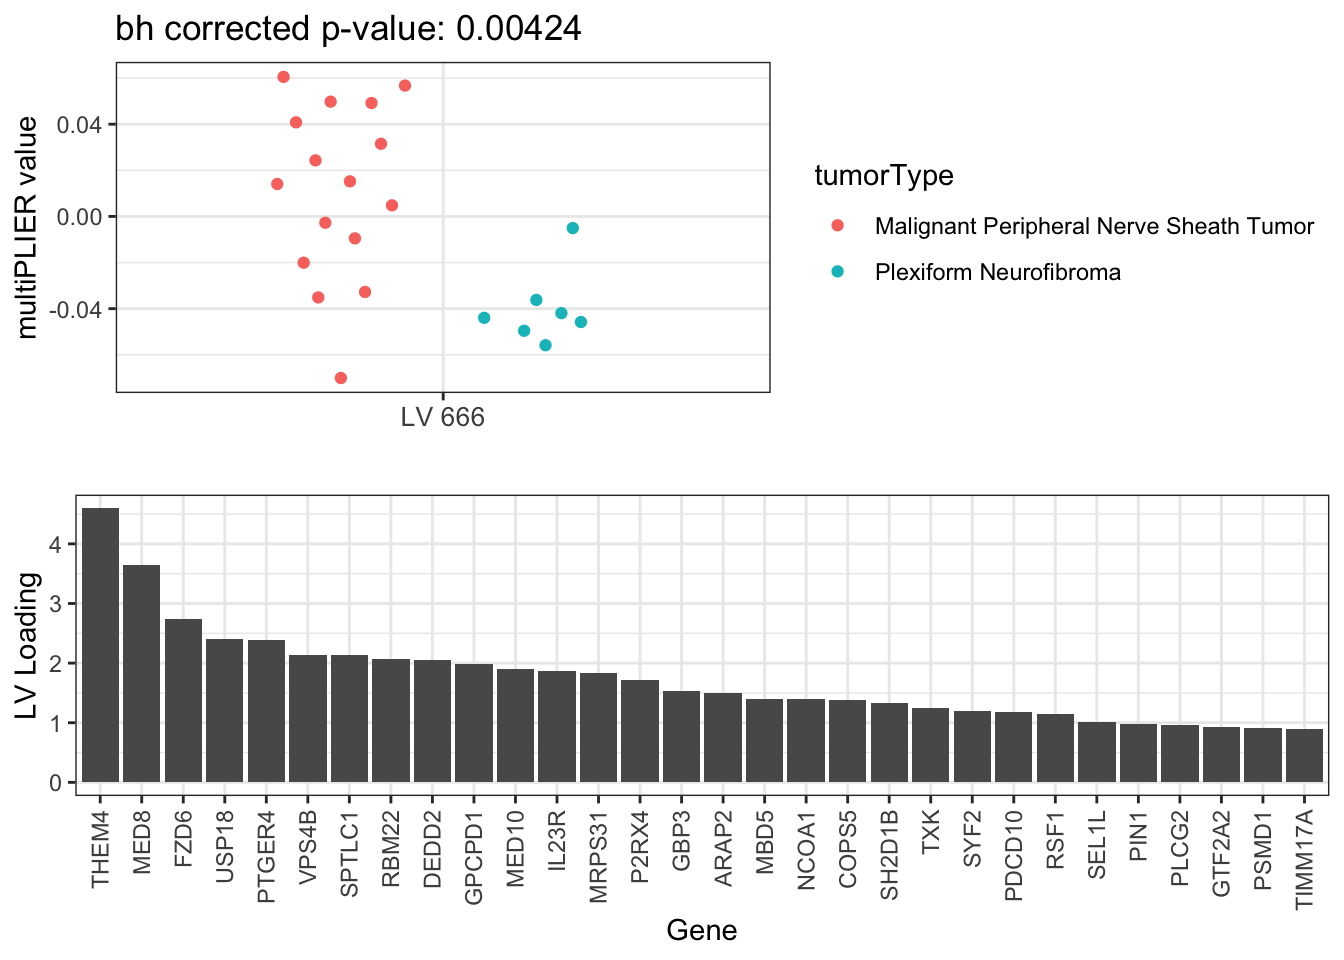 bh corrected p-value: 0.00424
multiPLIER value
0.04
0.00
-0.04
LV 666
tumorType
Malignant Peripheral Nerve Sheath Tumor
Plexiform Neurofibroma
LV Loading
4
3
2
1
0
THEM4
MED8
FZD6
USP18
PTGER4
VPS4B
SPTLC1
RBM22
DEDD2
GPCPD1
MED10
IL23R
MRPS31
P2RX4
GBP3
ARAP2
MBD5
NCOA1
COPS5
SH2D1B
TXK
SYF2
PDCD10
RSF1
SEL1L
PIN1
PLCG2
GTF2A2
PSMD1
TIMM17A
Gene